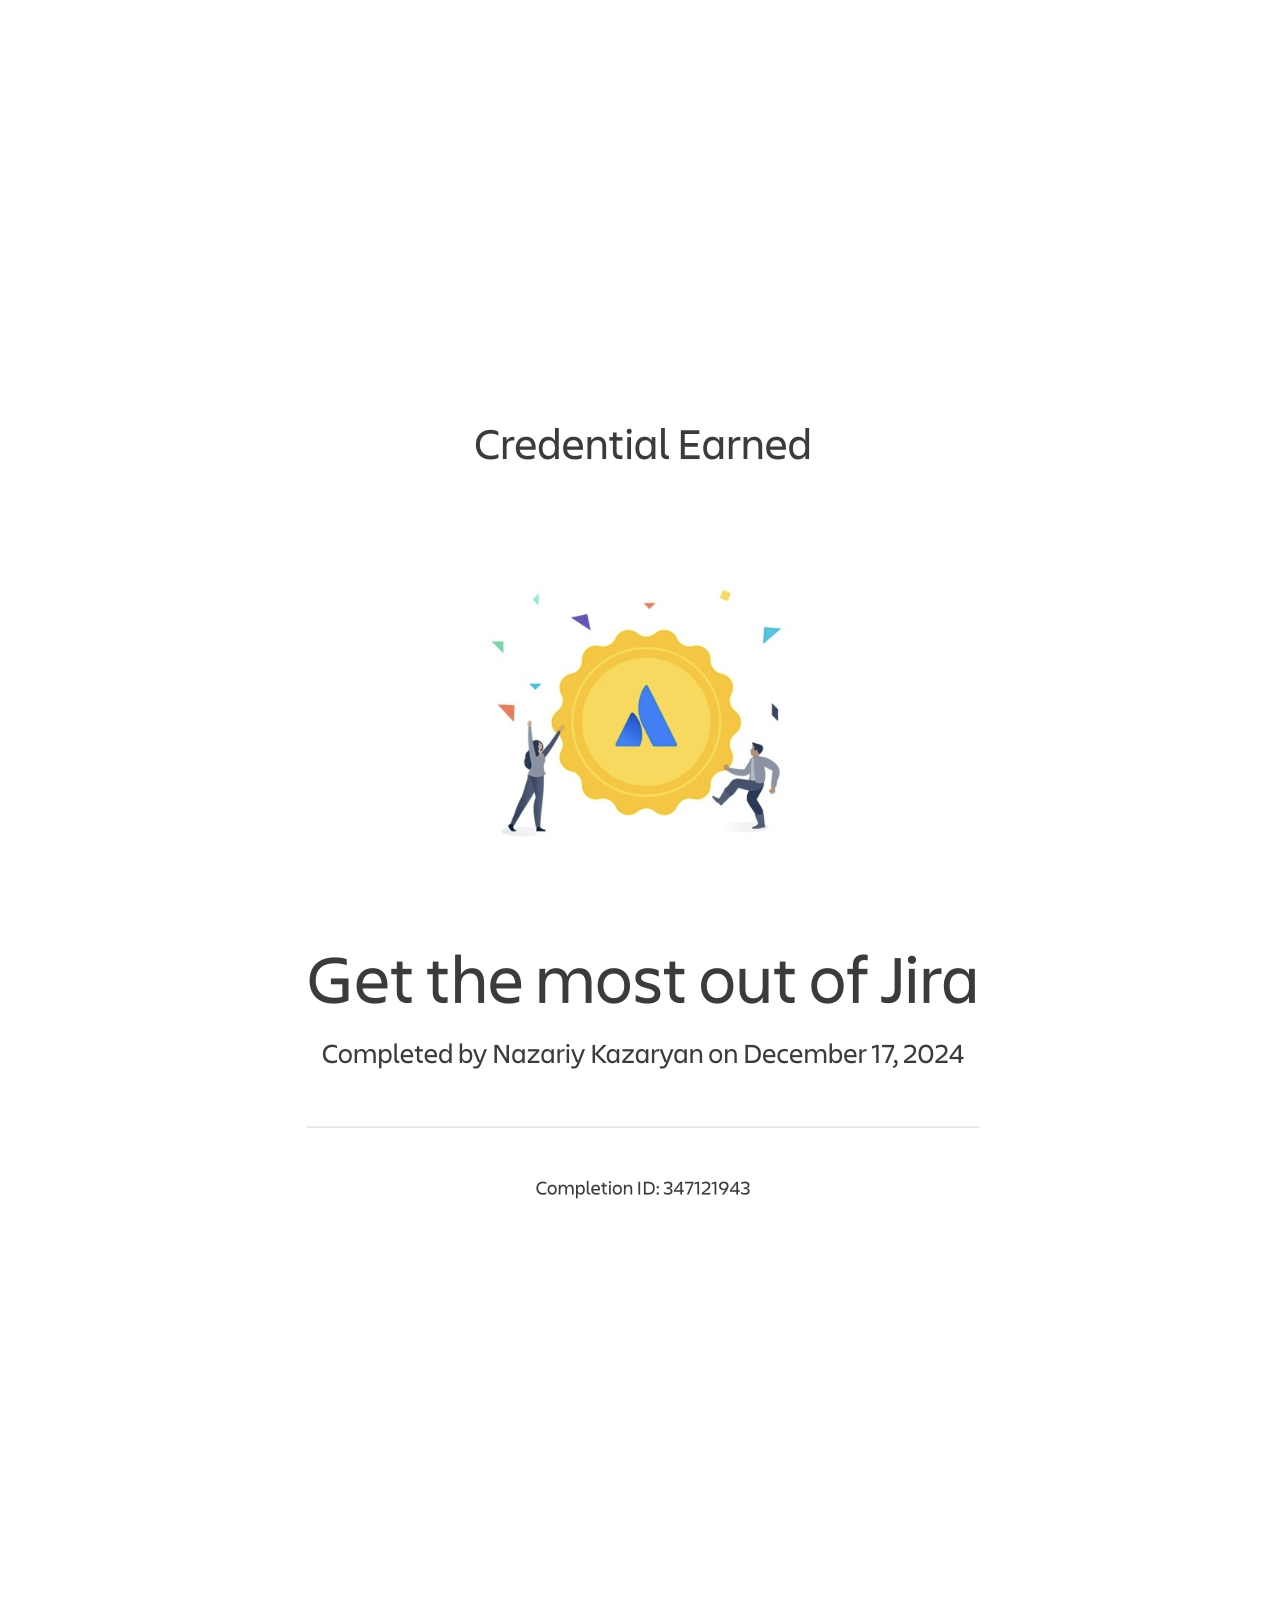 Credential Earned
Get the most out of Jira
Completed by Nazariy Kazaryan on December 17, 2024
Completion ID: 347121943